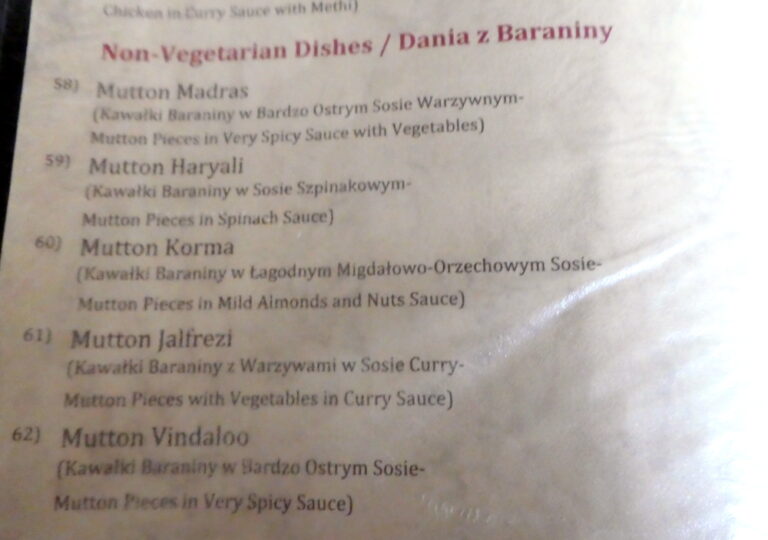 Chicken in Curry Sauce with Methi)
Non-Vegetarian Dishes / Dania z Baraniny
58) Mutton Madras
(Kawałki Baraniny w Bardzo Ostrym Sosie Warzywnym-
Mutton Pieces in Very Spicy Sauce with Vegetables)
59) Mutton Haryali
(Kawałki Baraniny w Sosie Szpinakowym-
Mutton Pieces in Spinach Sauce)
60) Mutton Korma
(Kawałki Baraniny w Łagodnym Migdałowo-Orzechowym Sosie-
Mutton Pieces in Mild Almonds and Nuts Sauce)
61) Mutton Jalfrezi
(Kawałki Baraniny z Warzywami w Sosie Curry-
Mutton Pieces with Vegetables in Curry Sauce)
62) Mutton Vindaloo
(Kawałki Baraniny w Bardzo Ostrym Sosie-
Mutton Pieces in Very Spicy Sauce)